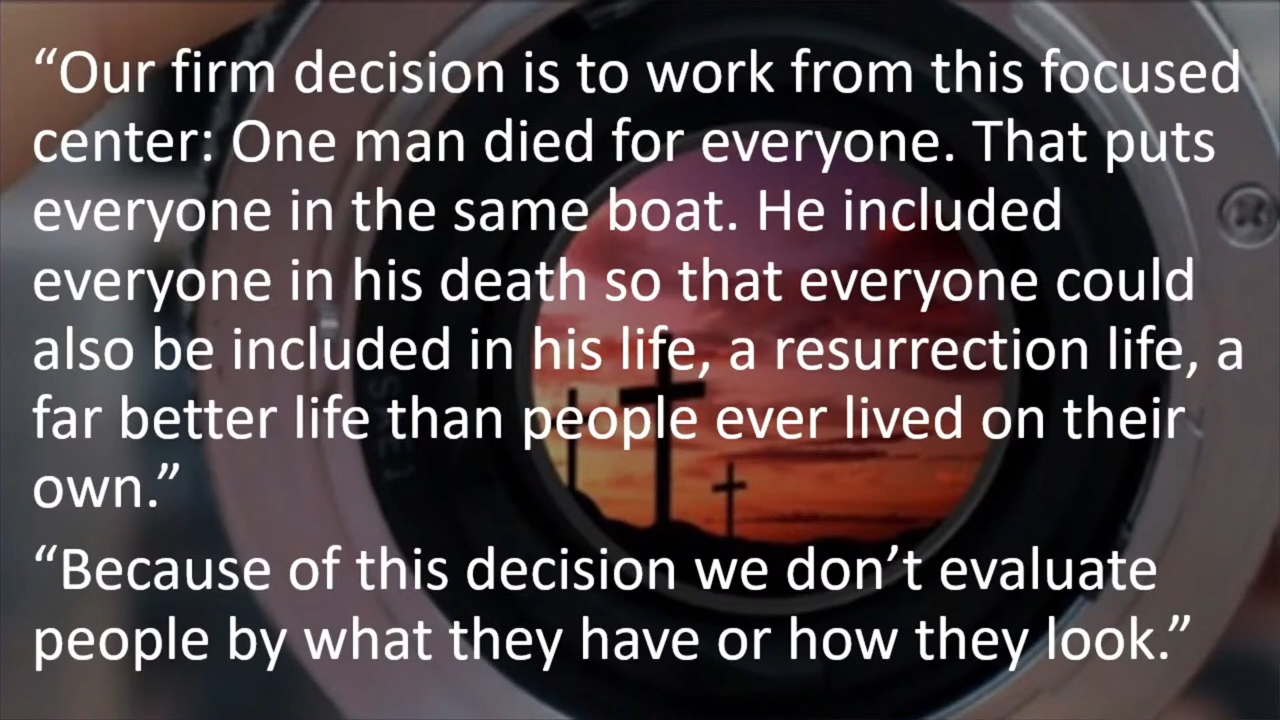 “Our firm decision is to work from this focused
center: One man died for everyone. That puts
everyone in the same boat. He included
everyone in his death so that everyone could
also be included in his life, a resurrection life, a
far better life than people ever lived on their
own.”
“Because of this decision we don’t evaluate
people by what they have or how they look.”